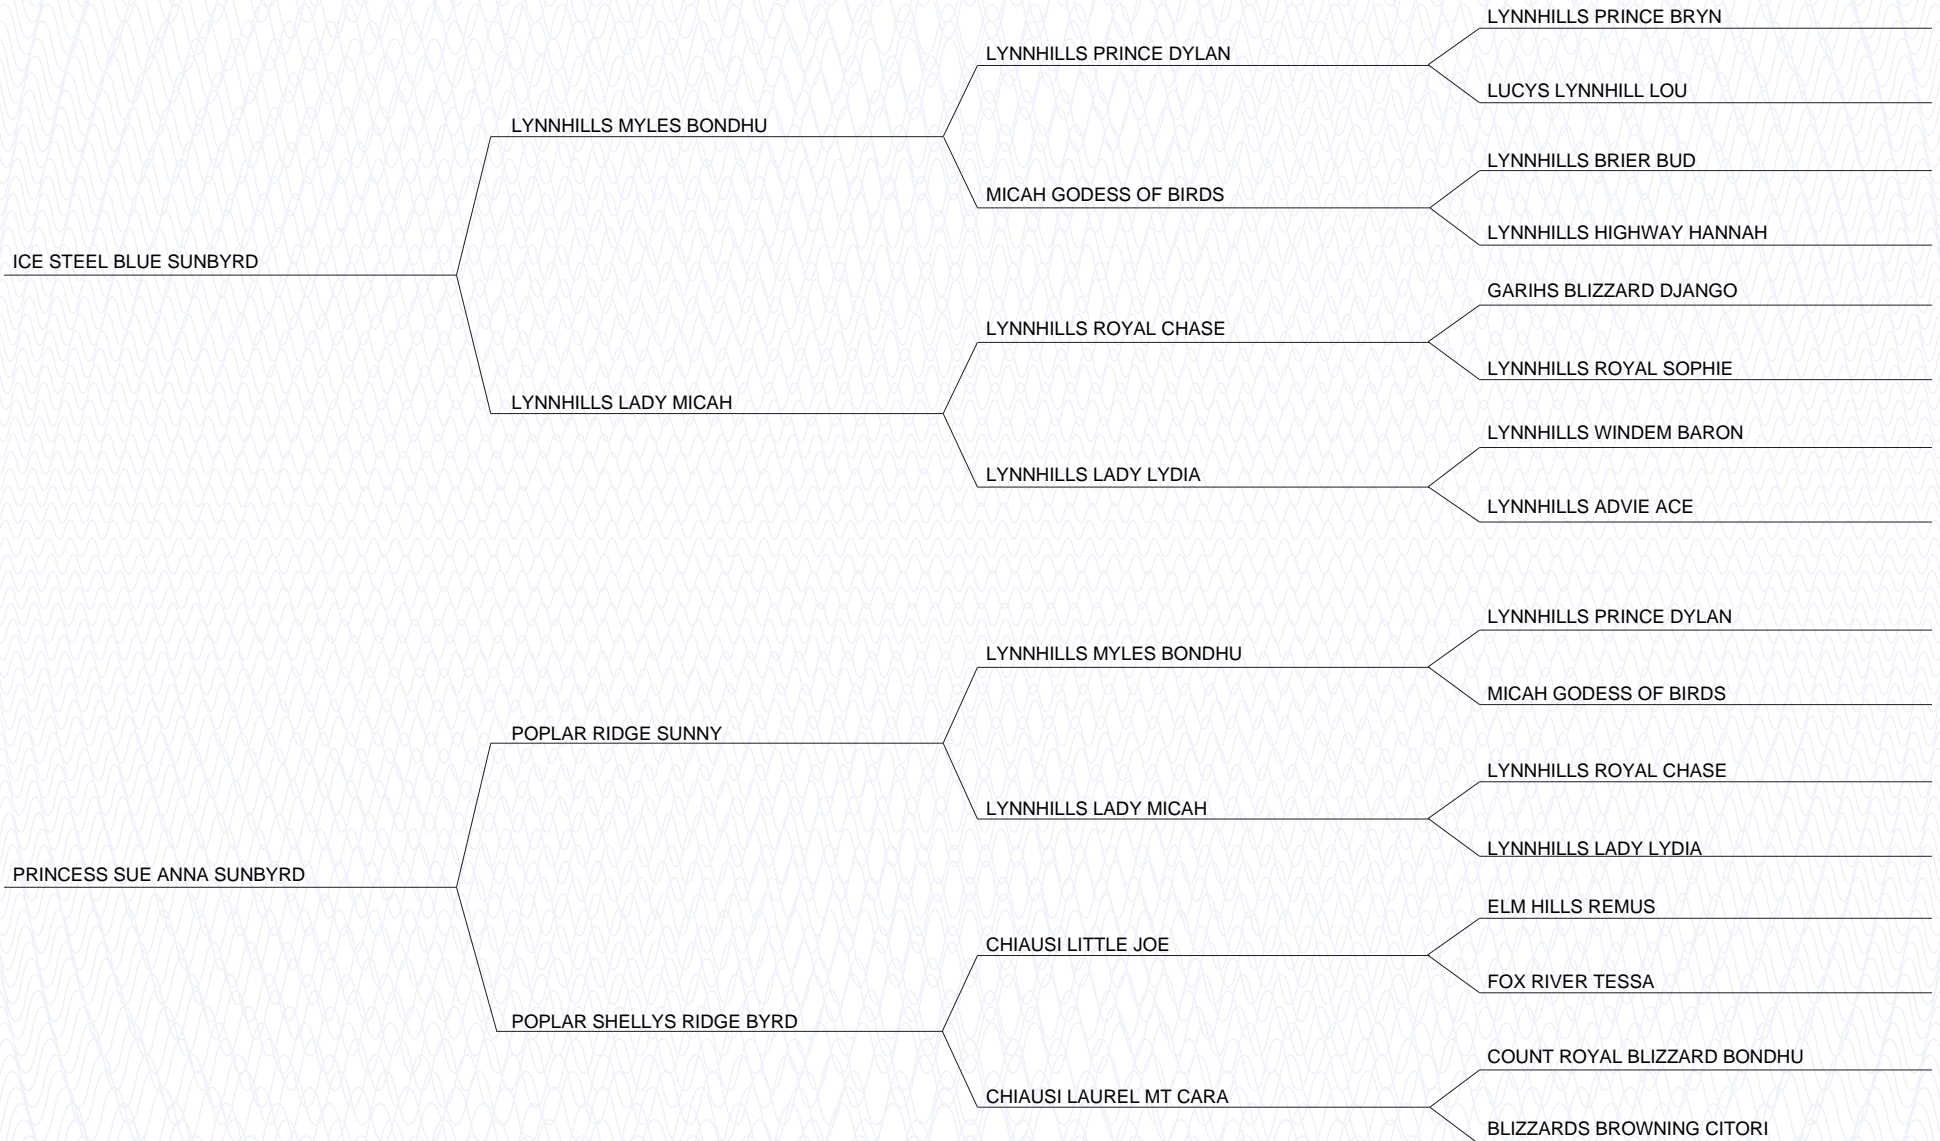 LYNNHILLS PRINCE BRYN
LYNNHILLS PRINCE DYLAN
LUCYS LYNNHILL LOU
LYNNHILLS MYLES BONDHU
LYNNHILLS BRIER BUD
MICAH GODESS OF BIRDS
LYNNHILLS HIGHWAY HANNAH
ICE STEEL BLUE SUNBYRD
GARIHS BLIZZARD DJANGO
LYNNHILLS ROYAL CHASE
LYNNHILLS ROYAL SOPHIE
LYNNHILLS LADY MICAH
LYNNHILLS WINDEM BARON
LYNNHILLS LADY LYDIA
LYNNHILLS ADVIE ACE
LYNNHILLS PRINCE DYLAN
LYNNHILLS MYLES BONDHU
MICAH GODESS OF BIRDS
POPLAR RIDGE SUNNY
LYNNHILLS ROYAL CHASE
LYNNHILLS LADY MICAH
LYNNHILLS LADY LYDIA
PRINCESS SUE ANNA SUNBYRD
ELM HILLS REMUS
CHIAUSI LITTLE JOE
FOX RIVER TESSA
POPLAR SHELLYS RIDGE BYRD
COUNT ROYAL BLIZZARD BONDHU
CHIAUSI LAUREL MT CARA
BLIZZARDS BROWNING CITORI